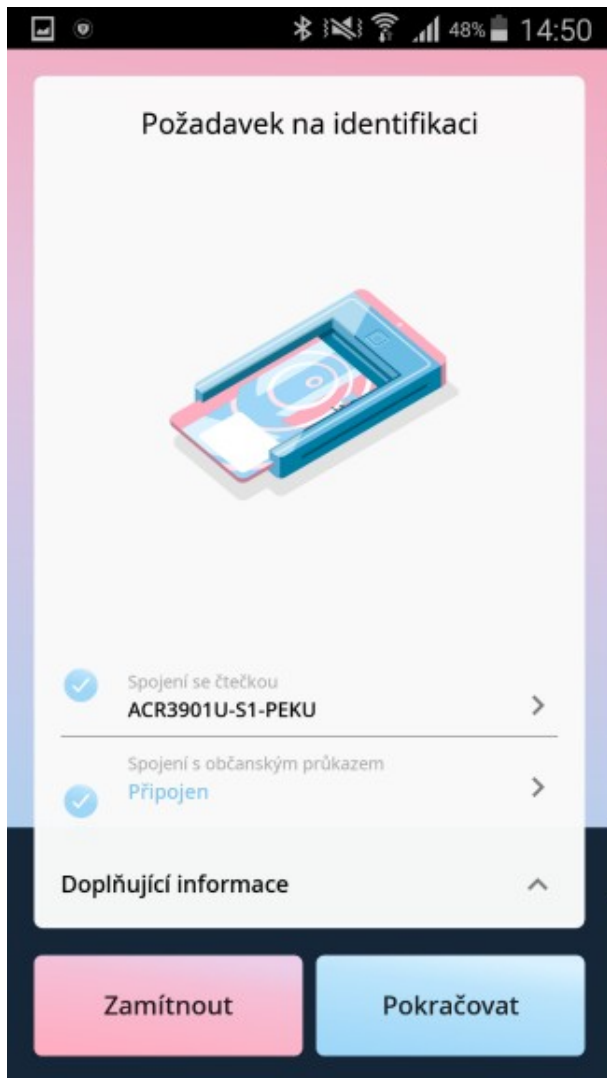 48% 14:50
Požadavek na identifikaci
Spojení se čtečkou
ACR3901U-S1-PEKU
Spojení s občanským průkazem
Připojen
Doplňující informace
Zamítnout Pokračovat